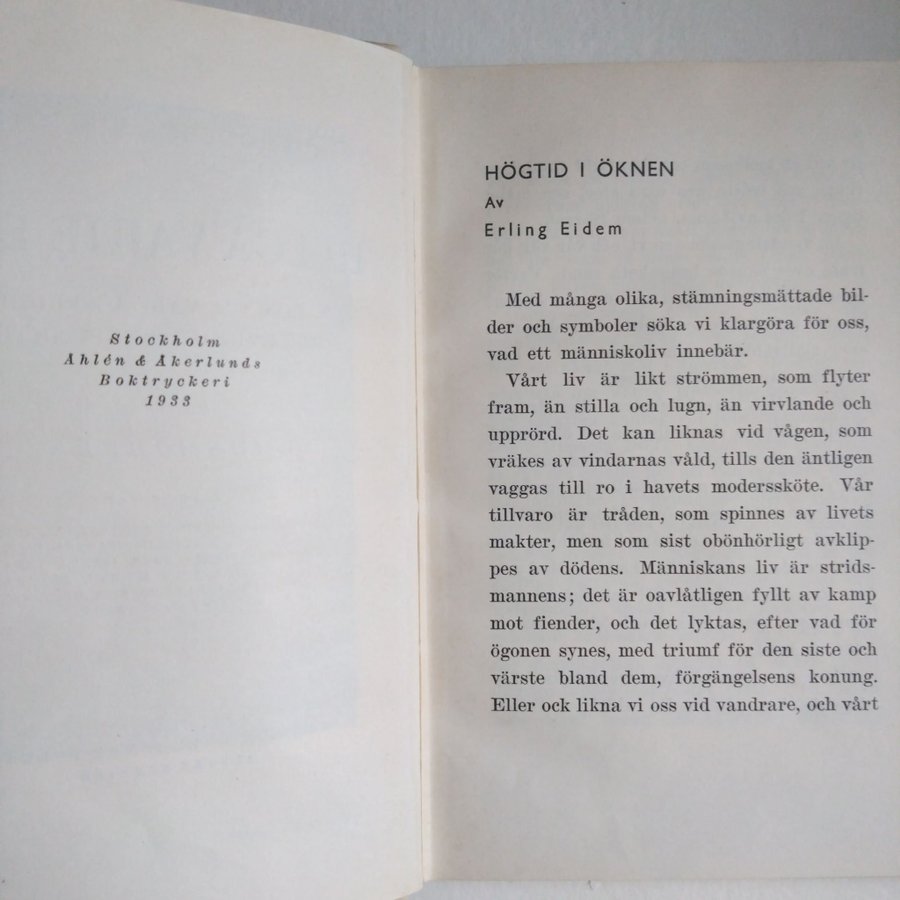 Stockholm
Ahlén & Akerlunds
Boktryckeri
1933
HÖGTID I ÖKNEN
Av
Erling Eidem
Med många olika, stämningsmättade bil-
der och symboler söka vi klargöra för oss,
vad ett människoliv innebär.
Vårt liv är likt strömmen, som flyter
fram, än stilla och lugn, än virvlande och
upprörd. Det kan liknas vid vågen, som
vräkes av vindarnas våld, tills den äntligen
vaggas till ro i havets moderssköte. Vår
tillvaro är tråden, som spinnes av livets
makter, men som sist obönhörligt avklip-
pes av dödens. Människans liv är strids-
mannens; det är oavlåtligen fyllt av kamp
mot fiender, och det lyktas, efter vad för
ögonen synes, med triumf för den siste och
värste bland dem, förgängelsens konung.
Eller ock likna vi oss vid vandrare, och vårt